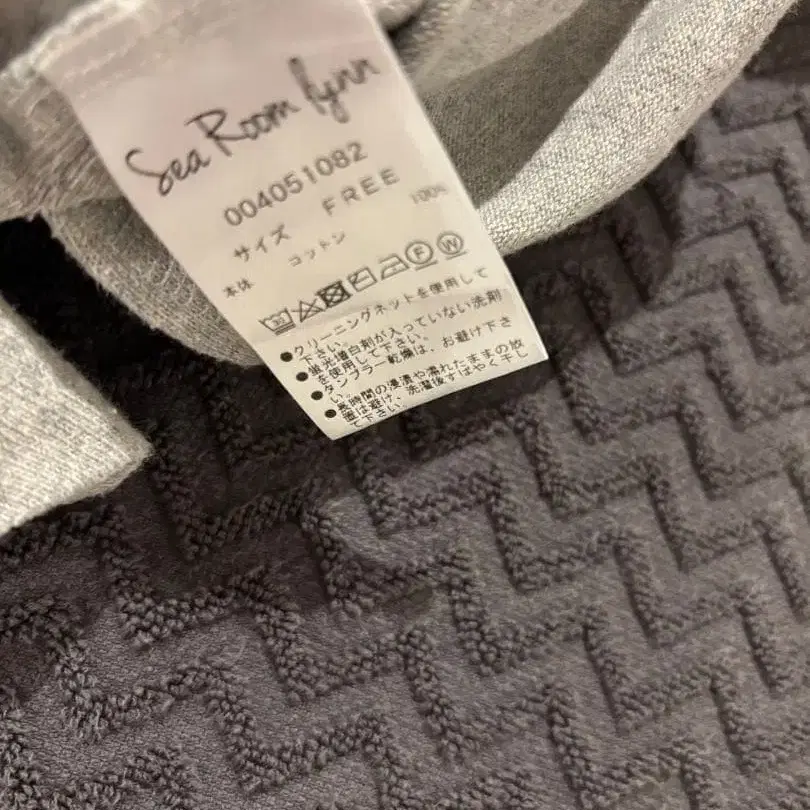 Sea Room lynn
004051082
サイズ FREE
本体 コットン 100%
30 F W
●クリーニングネットを使用して
下さい。
●蛍光増白剤が入っていない洗剤
を使用して下さい。
●タンブラー乾燥は、お避け下さ
い。
●長時間の浸漬や濡れたままの放
置は避け、洗濯後すばやく干し
て下さい。